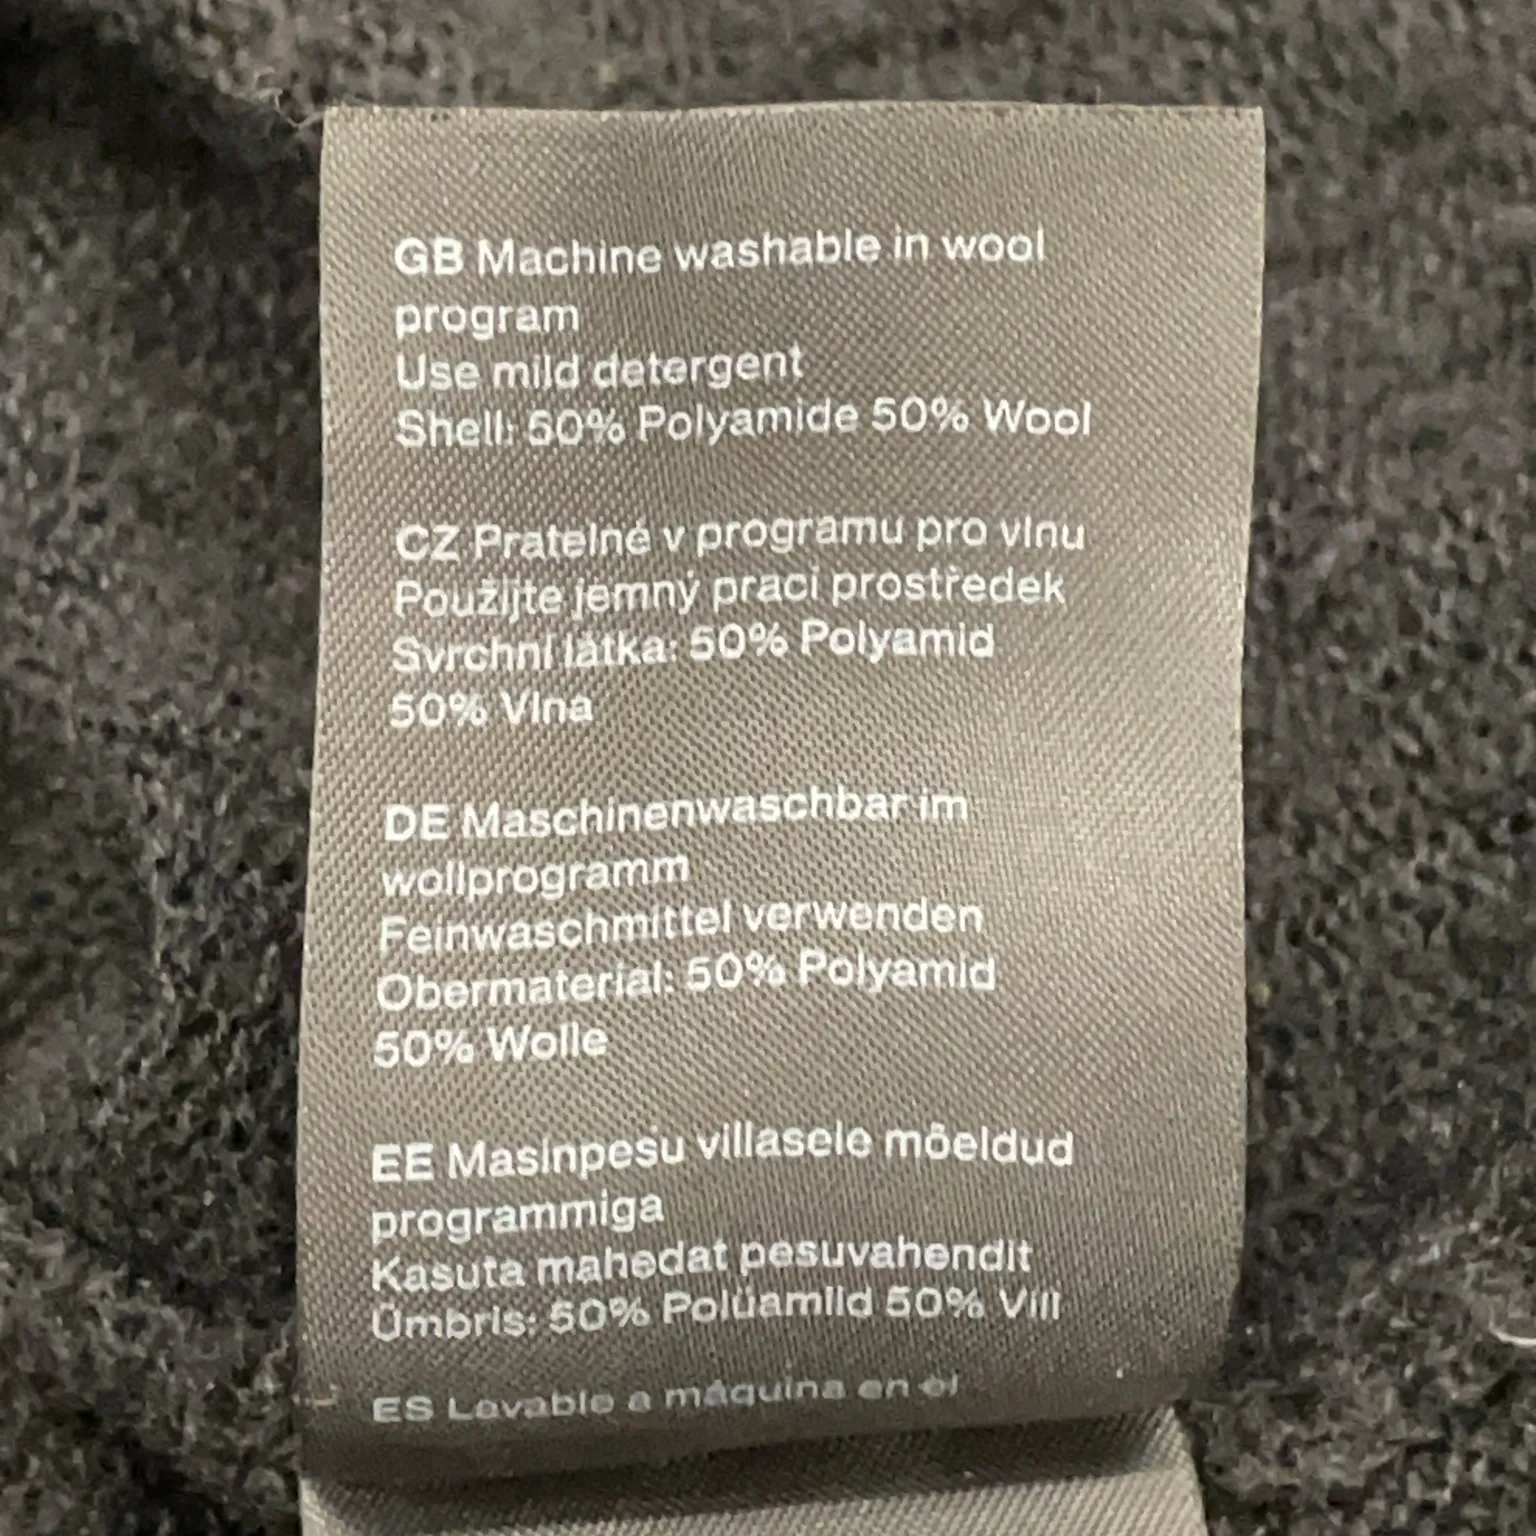 GB Machine washable in wool
program
Use mild detergent
Shell: 50% Polyamide 50% Wool
CZ Pratelné v programu pro vlnu
Použijte jemný prací prostředek
Svrchní látka: 50% Polyamid
50% Vlna
DE Maschinenwaschbar im
wollprogramm
Feinwaschmittel verwenden
Obermaterial: 50% Polyamid
50% Wolle
EE Masinpesu villasele mõeldud
programmiga
Kasuta mahedat pesuvahendit
Ümbris: 50% Polüamiid 50% Vill
ES Lavable a máquina en el